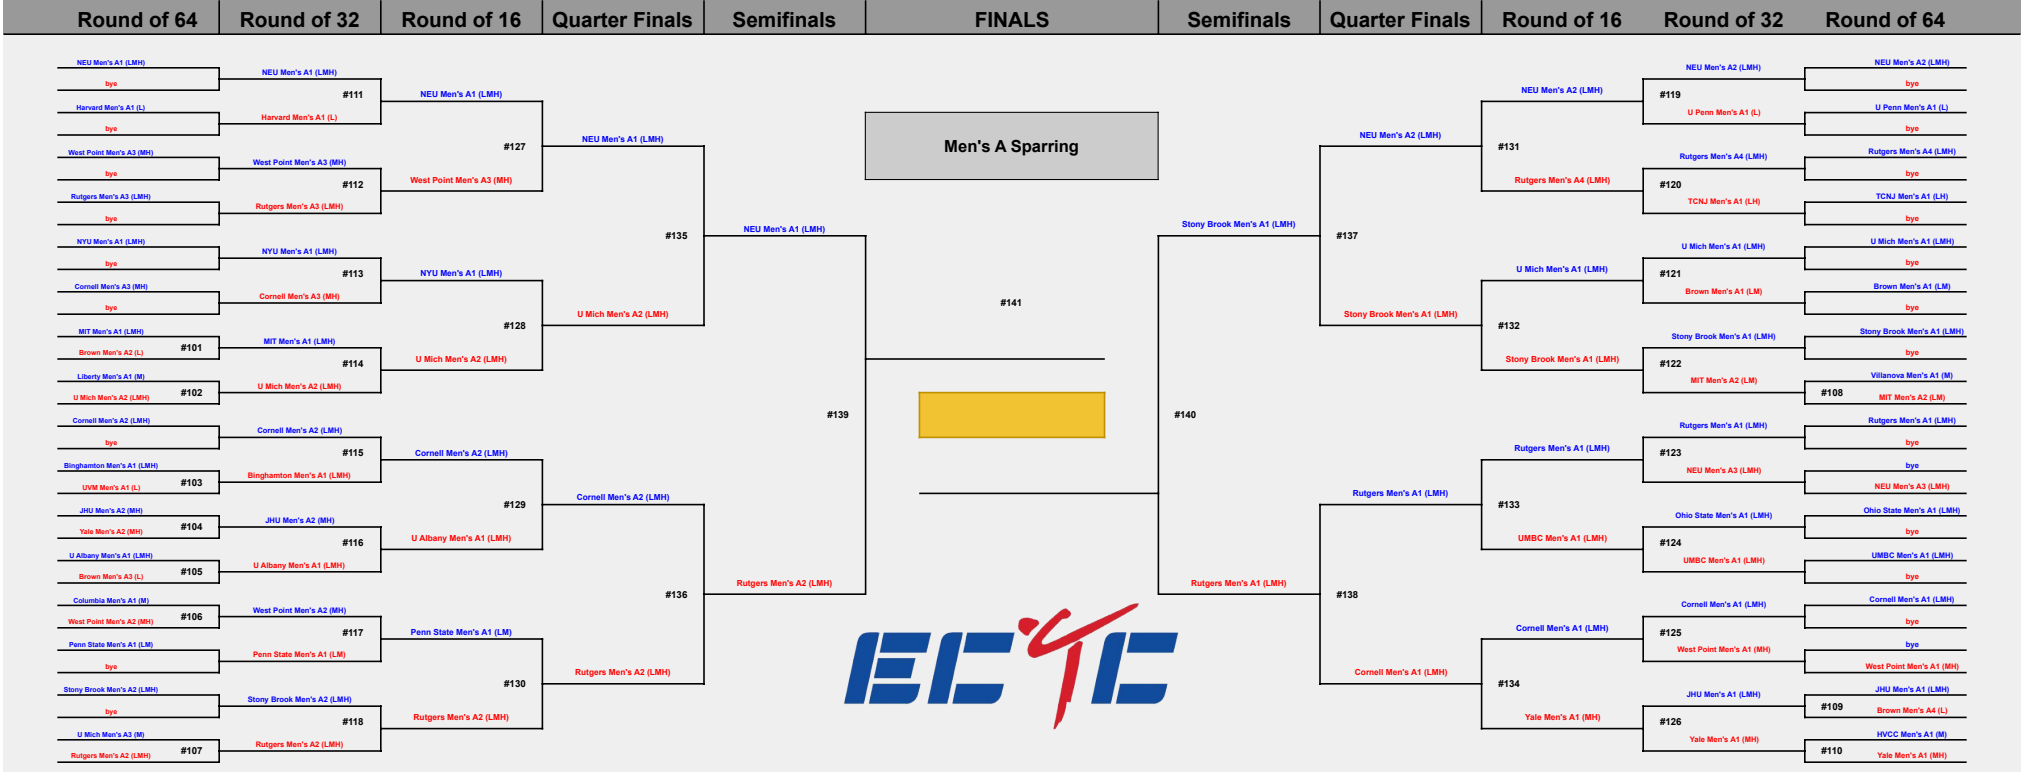 Round of 64
Round of 32
Round of 16
Quarter Finals
Semifinals
FINALS
Semifinals
Quarter Finals
Round of 16
Round of 32
Round of 64
NEU Men's A1 (LMH)
bye
Harvard Men's A1 (L)
bye
West Point Men's A3 (MH)
bye
Rutgers Men's A3 (LMH)
bye
NYU Men's A1 (LMH)
bye
Cornell Men's A3 (MH)
bye
MIT Men's A1 (LMH)
#101
Brown Men's A2 (L)
Liberty Men's A1 (M)
#102
U Mich Men's A2 (LMH)
Cornell Men's A2 (LMH)
bye
Binghamton Men's A1 (LMH)
#103
UVM Men's A1 (L)
JHU Men's A2 (MH)
#104
Yale Men's A2 (MH)
U Albany Men's A1 (LMH)
#105
Brown Men's A3 (L)
Columbia Men's A1 (M)
#106
West Point Men's A2 (MH)
Penn State Men's A1 (LM)
bye
Stony Brook Men's A2 (LMH)
bye
U Mich Men's A3 (M)
#107
Rutgers Men's A2 (LMH)
NEU Men's A1 (LMH)
#111
Harvard Men's A1 (L)
West Point Men's A3 (MH)
#112
Rutgers Men's A3 (LMH)
NYU Men's A1 (LMH)
#113
Cornell Men's A3 (MH)
MIT Men's A1 (LMH)
#114
U Mich Men's A2 (LMH)
Cornell Men's A2 (LMH)
#115
Binghamton Men's A1 (LMH)
JHU Men's A2 (MH)
#116
U Albany Men's A1 (LMH)
West Point Men's A2 (MH)
#117
Penn State Men's A1 (LM)
Stony Brook Men's A2 (LMH)
#118
Rutgers Men's A2 (LMH)
NEU Men's A1 (LMH)
#127
West Point Men's A3 (MH)
NYU Men's A1 (LMH)
#128
U Mich Men's A2 (LMH)
Cornell Men's A2 (LMH)
#129
U Albany Men's A1 (LMH)
Penn State Men's A1 (LM)
#130
Rutgers Men's A2 (LMH)
NEU Men's A1 (LMH)
#135
U Mich Men's A2 (LMH)
Cornell Men's A2 (LMH)
#136
Rutgers Men's A2 (LMH)
NEU Men's A1 (LMH)
#139
Rutgers Men's A2 (LMH)
Men's A Sparring
#141
ECTC
Stony Brook Men's A1 (LMH)
#140
Rutgers Men's A1 (LMH)
NEU Men's A2 (LMH)
#137
Stony Brook Men's A1 (LMH)
Rutgers Men's A1 (LMH)
#138
Cornell Men's A1 (LMH)
NEU Men's A2 (LMH)
#131
Rutgers Men's A4 (LMH)
U Mich Men's A1 (LMH)
#132
Stony Brook Men's A1 (LMH)
Rutgers Men's A1 (LMH)
#133
UMBC Men's A1 (LMH)
Cornell Men's A1 (LMH)
#134
Yale Men's A1 (MH)
NEU Men's A2 (LMH)
#119
U Penn Men's A1 (L)
Rutgers Men's A4 (LMH)
#120
TCNJ Men's A1 (LH)
U Mich Men's A1 (LMH)
#121
Brown Men's A1 (LM)
Stony Brook Men's A1 (LMH)
#122
MIT Men's A2 (LM)
Rutgers Men's A1 (LMH)
#123
NEU Men's A3 (LMH)
Ohio State Men's A1 (LMH)
#124
UMBC Men's A1 (LMH)
Cornell Men's A1 (LMH)
#125
West Point Men's A1 (MH)
JHU Men's A1 (LMH)
#126
Yale Men's A1 (MH)
NEU Men's A2 (LMH)
bye
U Penn Men's A1 (L)
bye
Rutgers Men's A4 (LMH)
bye
TCNJ Men's A1 (LH)
bye
U Mich Men's A1 (LMH)
bye
Brown Men's A1 (LM)
bye
Stony Brook Men's A1 (LMH)
bye
Villanova Men's A1 (M)
#108
MIT Men's A2 (LM)
Rutgers Men's A1 (LMH)
bye
bye
NEU Men's A3 (LMH)
Ohio State Men's A1 (LMH)
bye
UMBC Men's A1 (LMH)
bye
Cornell Men's A1 (LMH)
bye
bye
West Point Men's A1 (MH)
JHU Men's A1 (LMH)
#109
Brown Men's A4 (L)
HVCC Men's A1 (M)
#110
Yale Men's A1 (MH)